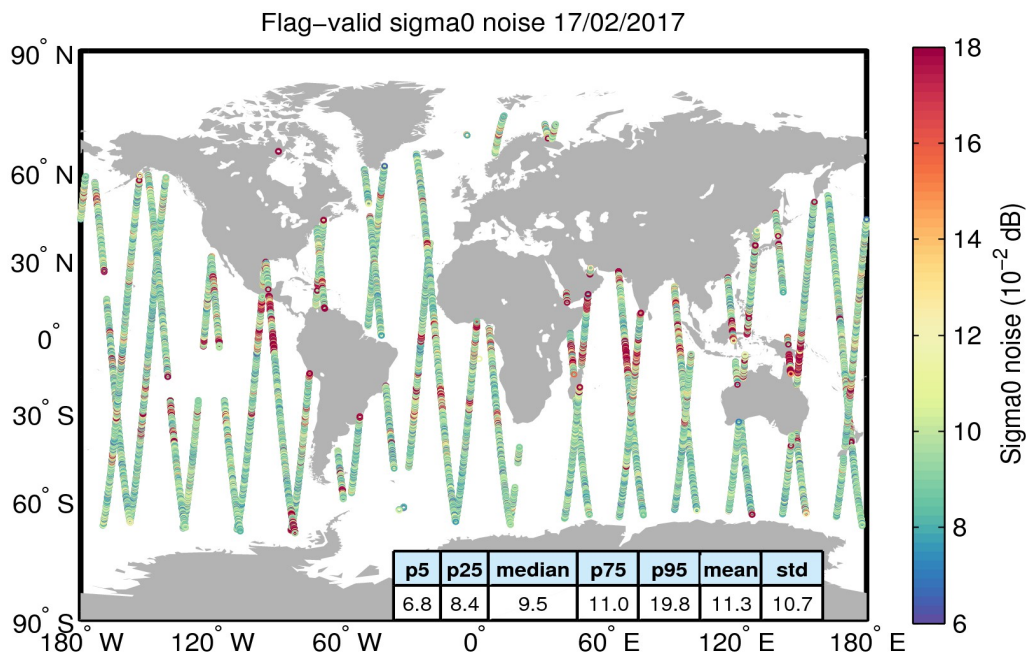 Flag−valid sigma0 noise 17/02/2017
90° N
60° N
30° N
0°
30° S
60° S
90° S
180° W
120° W
60° W
0°
60° E
120° E
180° E
p5 p25 median p75 p95 mean std
6.8 8.4 9.5 11.0 19.8 11.3 10.7
18
16
14
12
10
8
6
Sigma0 noise (10⁻² dB)